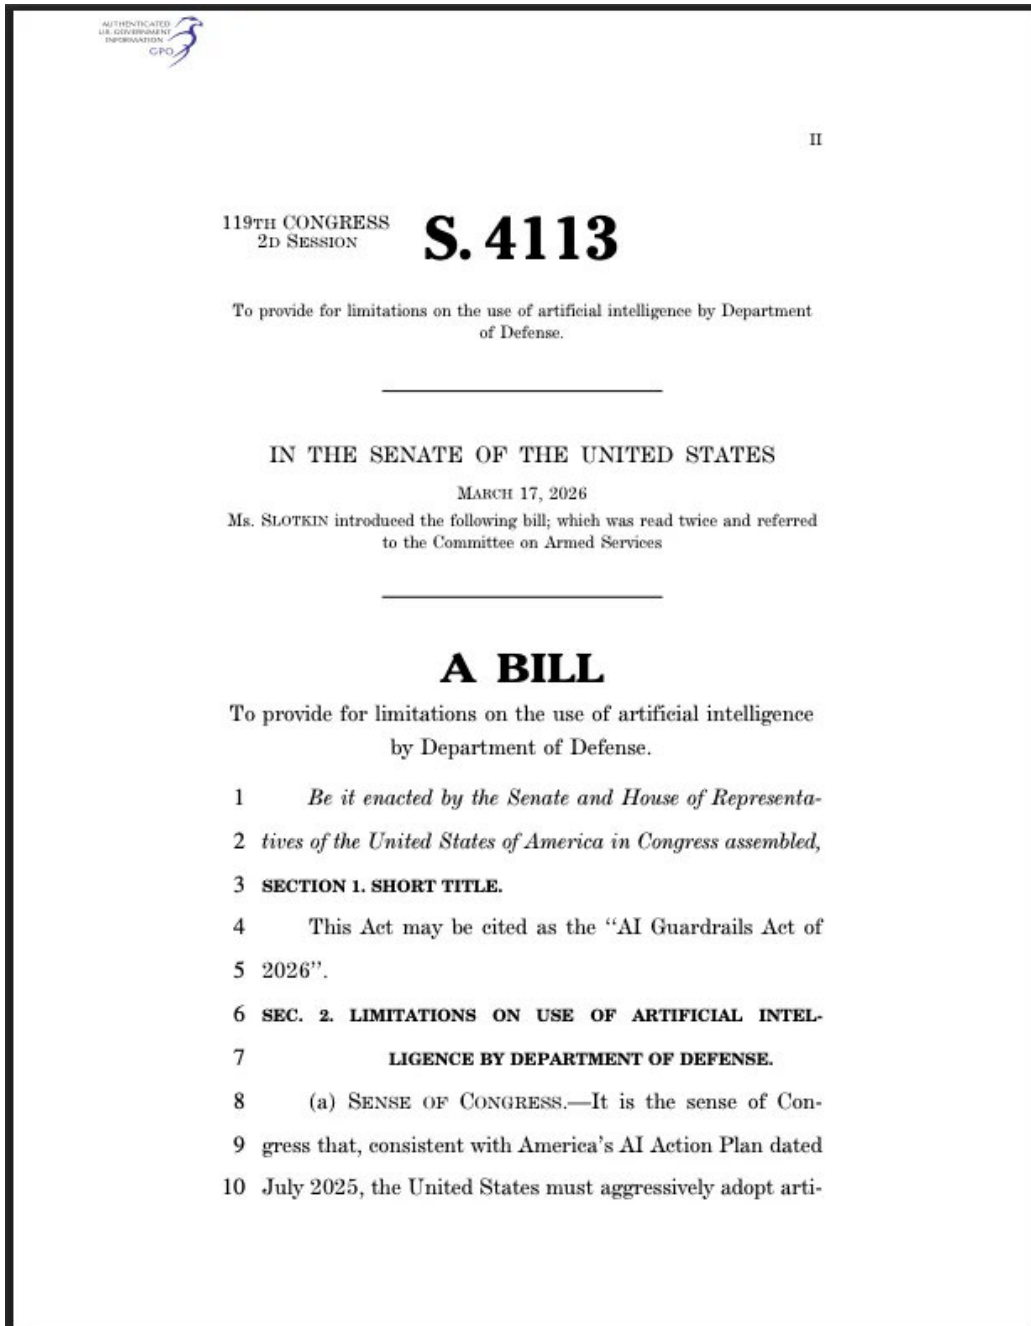 AUTHENTICATED
U.S. GOVERNMENT
INFORMATION
GPO
II
119TH CONGRESS
2D SESSION
S. 4113
To provide for limitations on the use of artificial intelligence by Department
of Defense.
IN THE SENATE OF THE UNITED STATES
MARCH 17, 2026
Ms. SLOTKIN introduced the following bill; which was read twice and referred
to the Committee on Armed Services
A BILL
To provide for limitations on the use of artificial intelligence
by Department of Defense.
1 Be it enacted by the Senate and House of Representa-
2 tives of the United States of America in Congress assembled,
3 SECTION 1. SHORT TITLE.
4 This Act may be cited as the ‘‘AI Guardrails Act of
5 2026’’.
6 SEC. 2. LIMITATIONS ON USE OF ARTIFICIAL INTEL-
7 LIGENCE BY DEPARTMENT OF DEFENSE.
8 (a) SENSE OF CONGRESS.—It is the sense of Con-
9 gress that, consistent with America’s AI Action Plan dated
10 July 2025, the United States must aggressively adopt arti-